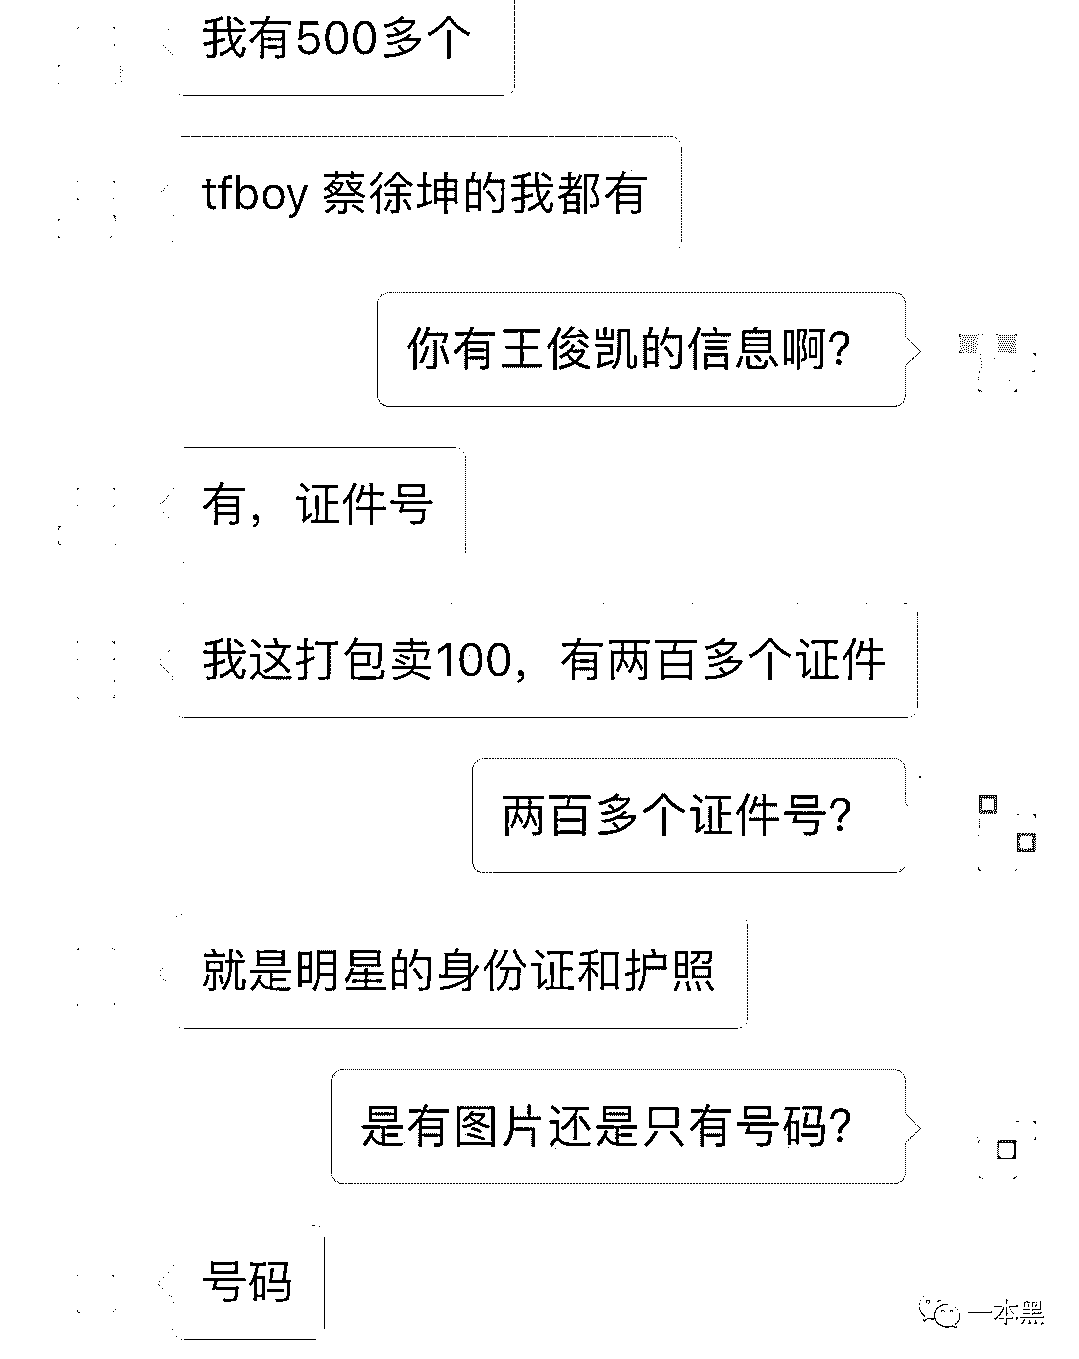 我有500多个
tfboy 蔡徐坤的我都有
你有王俊凯的信息啊？
有，证件号
我这打包卖100，有两百多个证件
两百多个证件号？
就是明星的身份证和护照
是有图片还是只有号码？
号码
一本黑